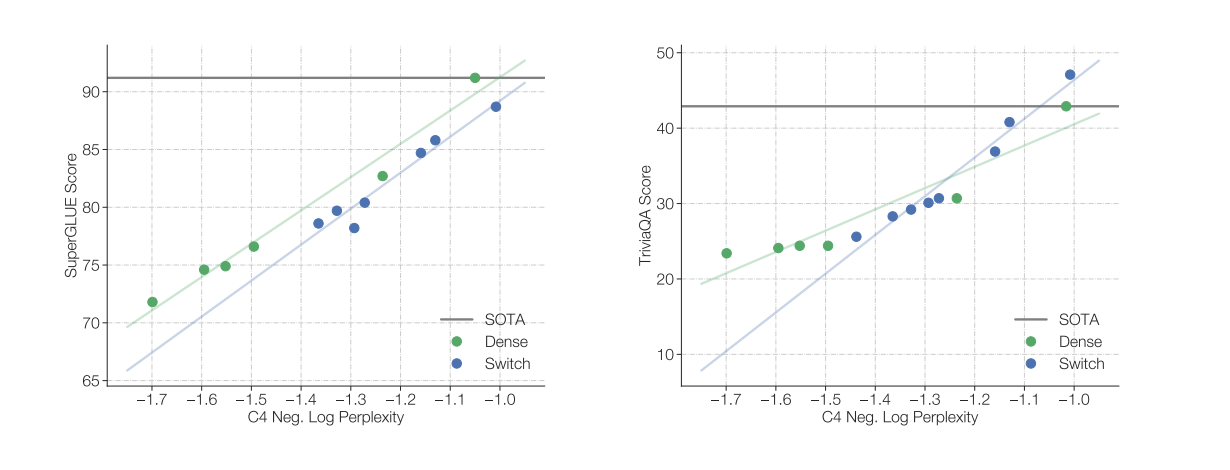 SuperGLUE Score
90
85
80
75
70
65
−1.7 −1.6 −1.5 −1.4 −1.3 −1.2 −1.1 −1.0
C4 Neg. Log Perplexity
SOTA
Dense
Switch
TriviaQA Score
50
40
30
20
10
−1.7 −1.6 −1.5 −1.4 −1.3 −1.2 −1.1 −1.0
C4 Neg. Log Perplexity
SOTA
Dense
Switch